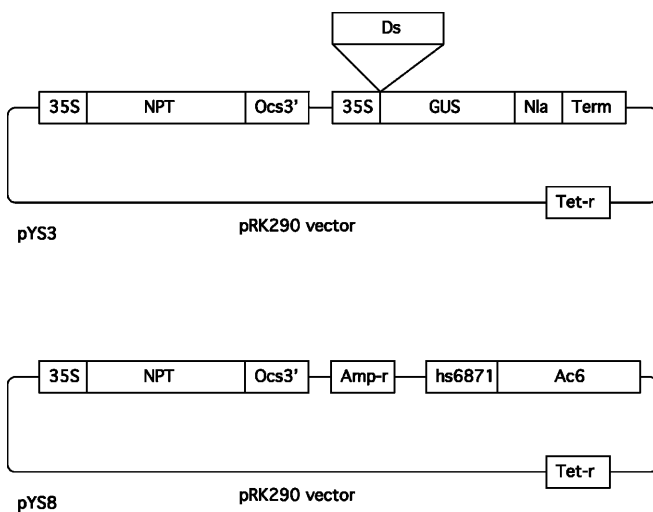 Ds
35S NPT Ocs3' 35S GUS Nla Term
Tet-r
pYS3 pRK290 vector
35S NPT Ocs3' Amp-r hs6871 Ac6
Tet-r
pYS8 pRK290 vector